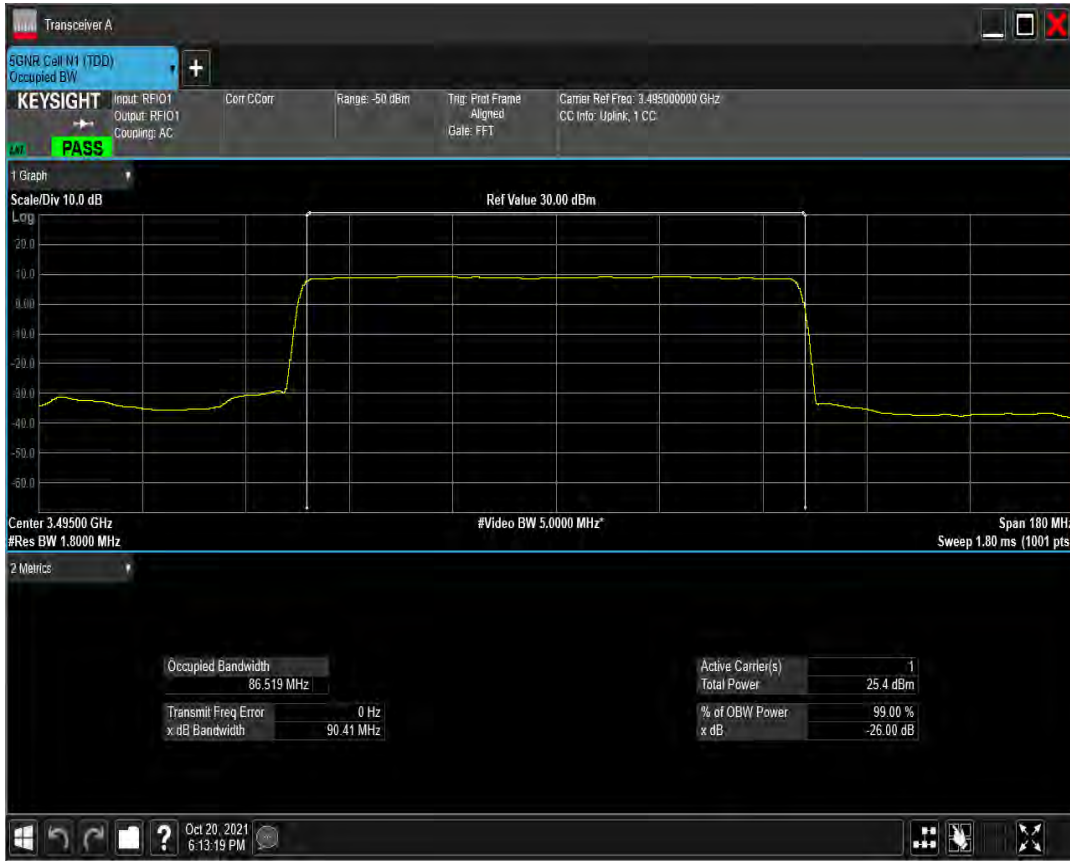 Transceiver A
5GNR Cell N1 (TDD)
Occupied BW
+
KEYSIGHT
Input: RFIO1
Output: RFIO1
Coupling: AC
Corr CCorr
Range: -50 dBm
Trig: Prot Frame
Aligned
Gate: FFT
Carrier Ref Freq: 3.495000000 GHz
CC Info: Uplink, 1 CC
PASS
1 Graph
Scale/Div 10.0 dB
Ref Value 30.00 dBm
Log
20.0
10.0
0.00
-10.0
-20.0
-30.0
-40.0
-50.0
-60.0
Center 3.49500 GHz
#Video BW 5.0000 MHz*
Span 180 MHz
#Res BW 1.8000 MHz
Sweep 1.80 ms (1001 pts
2 Metrics
Occupied Bandwidth
86.519 MHz
Transmit Freq Error 0 Hz
x dB Bandwidth 90.41 MHz
Active Carrier(s) 1
Total Power 25.4 dBm
% of OBW Power 99.00 %
x dB -26.00 dB
?
Oct 20, 2021
6:13:19 PM